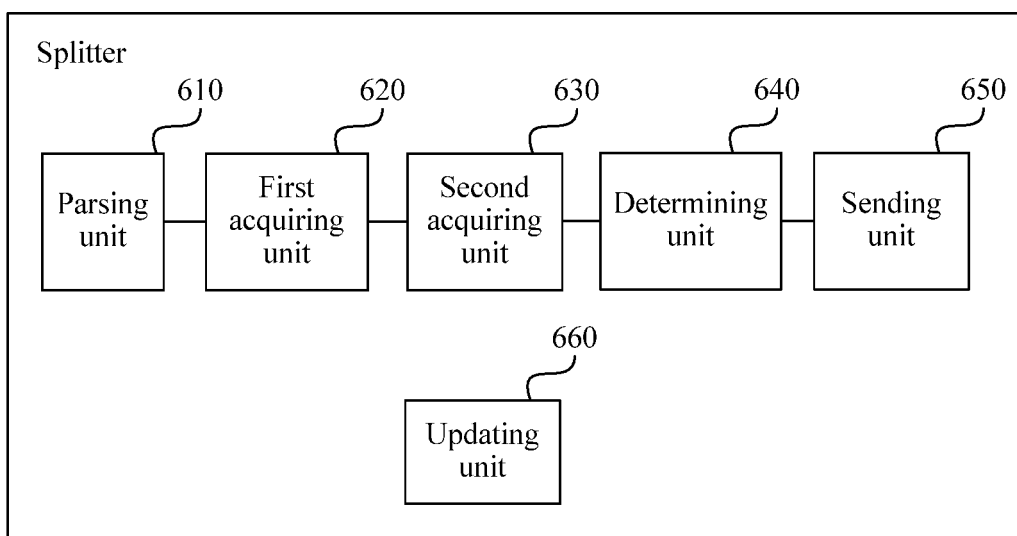 Splitter
610
620
630
640
650
Parsing
unit
First
acquiring
unit
Second
acquiring
unit
Determining
unit
Sending
unit
660
Updating
unit